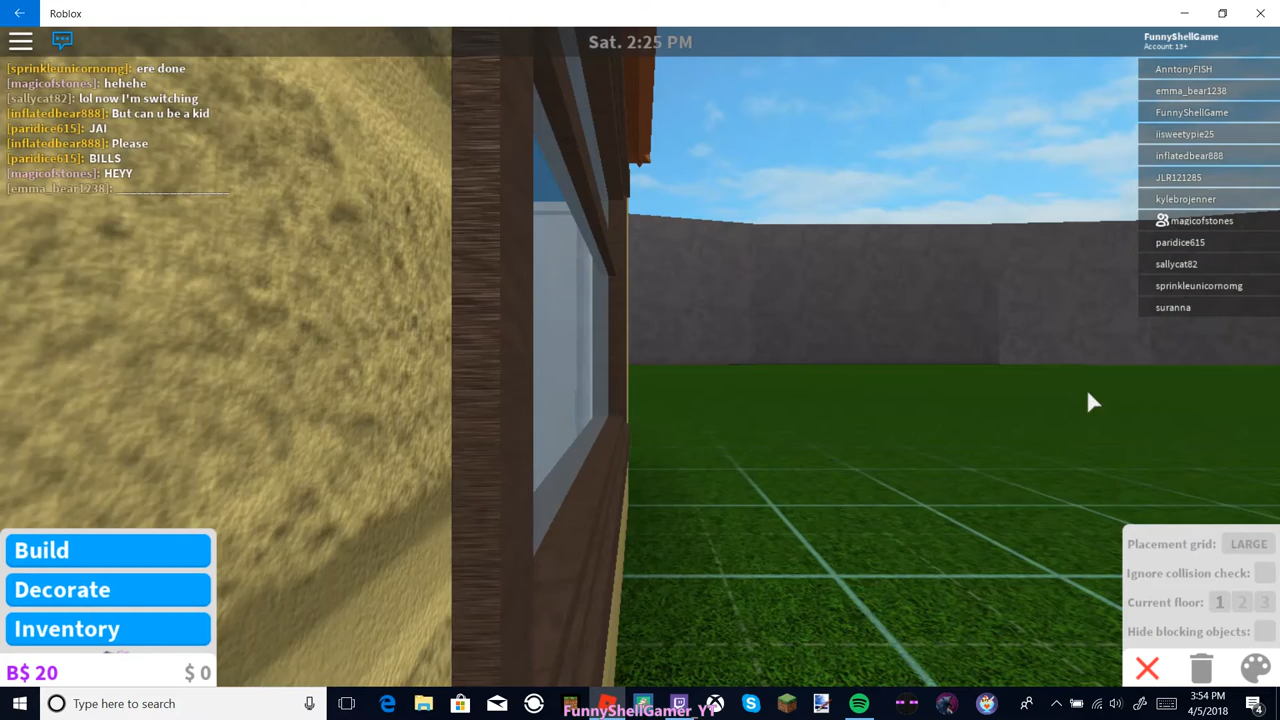 Roblox
Sat. 2:25 PM
FunnyShellGame
Account: 13+
[sprinkleunicornomg]: ere done
[magicofstones]: hehehe
[sallycat82]: lol now I'm switching
[inflatedbear888]: But can u be a kid
[paridice615]: JAI
[inflatedbear888]: Please
[paridice615]: BILLS
[magicofstones]: HEYY
[emma_bear1238]: ____________________
AnntonyFISH
emma_bear1238
FunnyShellGame
iisweetypie25
inflatedbear888
JLR121285
kylebrojenner
magicofstones
paridice615
sallycat82
sprinkleunicornomg
suranna
Build
Decorate
Inventory
B$ 20 $ 0
Placement grid: LARGE
Ignore collision check:
Current floor: 1 2 3
Hide blocking objects:
Type here to search
FunnyShellGamer_YT
3:54 PM
4/5/2018